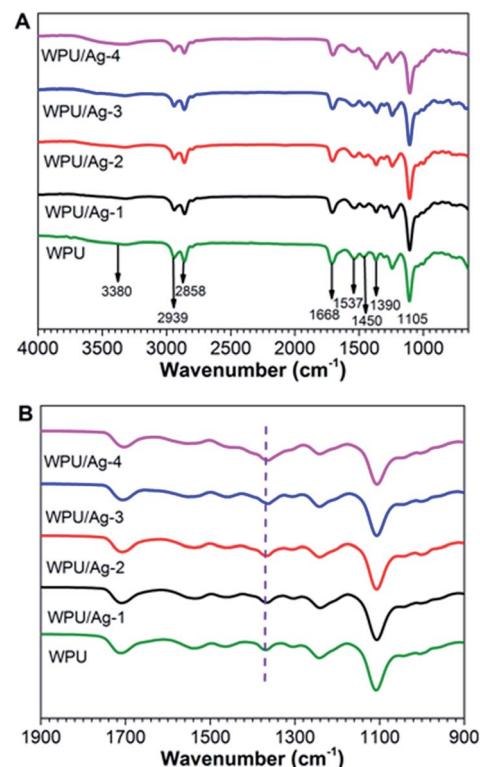 A
WPU/Ag-4
WPU/Ag-3
WPU/Ag-2
WPU/Ag-1
WPU
3380
2939
2858
1668
1537
1450
1390
1105
4000 3500 3000 2500 2000 1500 1000
Wavenumber (cm⁻¹)
B
WPU/Ag-4
WPU/Ag-3
WPU/Ag-2
WPU/Ag-1
WPU
1900 1700 1500 1300 1100 900
Wavenumber (cm⁻¹)